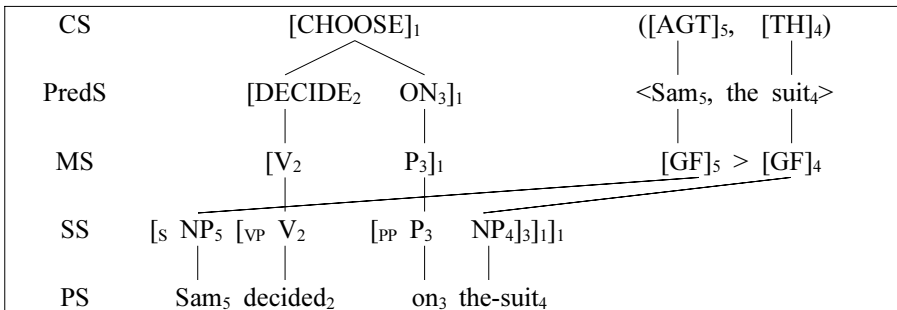 CS [CHOOSE]₁ ([AGT]₅, [TH]₄)
PredS [DECIDE₂ ON₃]₁ <Sam₅, the suit₄>
MS [V₂ P₃]₁ [GF]₅ > [GF]₄
SS [S NP₅ [VP V₂ [PP P₃ NP₄]₃]₁]₁
PS Sam₅ decided₂ on₃ the-suit₄